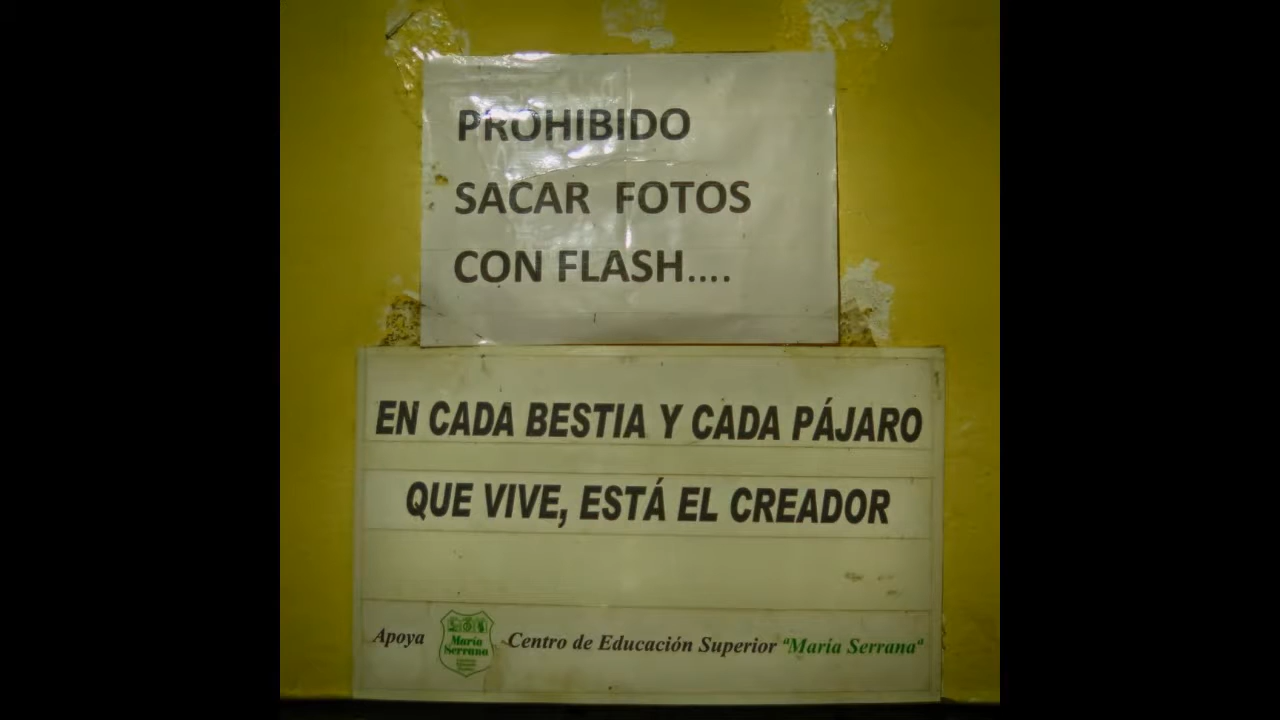 PROHIBIDO
SACAR FOTOS
CON FLASH....
EN CADA BESTIA Y CADA PÁJARO
QUE VIVE, ESTÁ EL CREADOR
Apoya María Serrana Centro de Educación Superior "María Serrana"